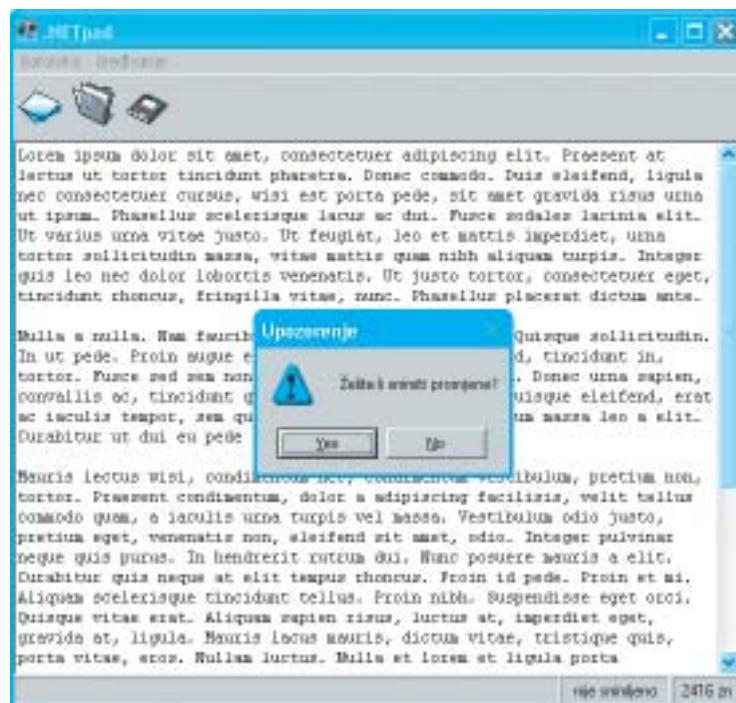 .NETpad
Datoteka Uređivanje
Lorem ipsum dolor sit amet, consectetuer adipiscing elit. Praesent at
lectus ut tortor tincidunt pharetra. Donec commodo. Duis eleifend, ligula
nec consectetuer cursus, wisi est porta pede, sit amet gravida risus urna
ut ipsum. Phasellus scelerisque lacus ac dui. Fusce sodales lacinia elit.
Ut varius urna vitae justo. Ut feugiat, leo et mattis imperdiet, urna
tortor sollicitudin massa, vitae mattis quam nibh aliquam turpis. Integer
quis leo nec dolor lobortis venenatis. Ut justo tortor, consectetuer eget,
tincidunt rhoncus, fringilla vitae, nunc. Phasellus placerat dictum ante.
Nulla a nulla. Nam faucib Quisque sollicitudin.
In ut pede. Proin augue e d, tincidunt in,
tortor. Fusce sed sem non . Donec urna sapien,
convallis ac, tincidunt q uisque eleifend, erat
ac iaculis tempor, sem qu um massa leo a elit.
Curabitur ut dui eu pede
Upozorenje
Želite li snimiti promjene?
Yes No
Mauris lectus wisi, condimentum nec, condimentum vestibulum, pretium non,
tortor. Praesent condimentum, dolor a adipiscing facilisis, velit tellus
commodo quam, a iaculis urna turpis vel massa. Vestibulum odio justo,
pretium eget, venenatis non, eleifend sit amet, odio. Integer pulvinar
neque quis purus. In hendrerit rutrum dui. Nunc posuere mauris a elit.
Curabitur quis neque at elit tempus rhoncus. Proin id pede. Proin et mi.
Aliquam scelerisque tincidunt tellus. Proin nibh. Suspendisse eget orci.
Quisque vitae erat. Aliquam sapien risus, luctus at, imperdiet eget,
gravida at, ligula. Mauris lacus mauris, dictum vitae, tristique quis,
porta vitae, eros. Nullam luctus. Nulla et lorem et ligula porta
nije snimljeno 2416 zn